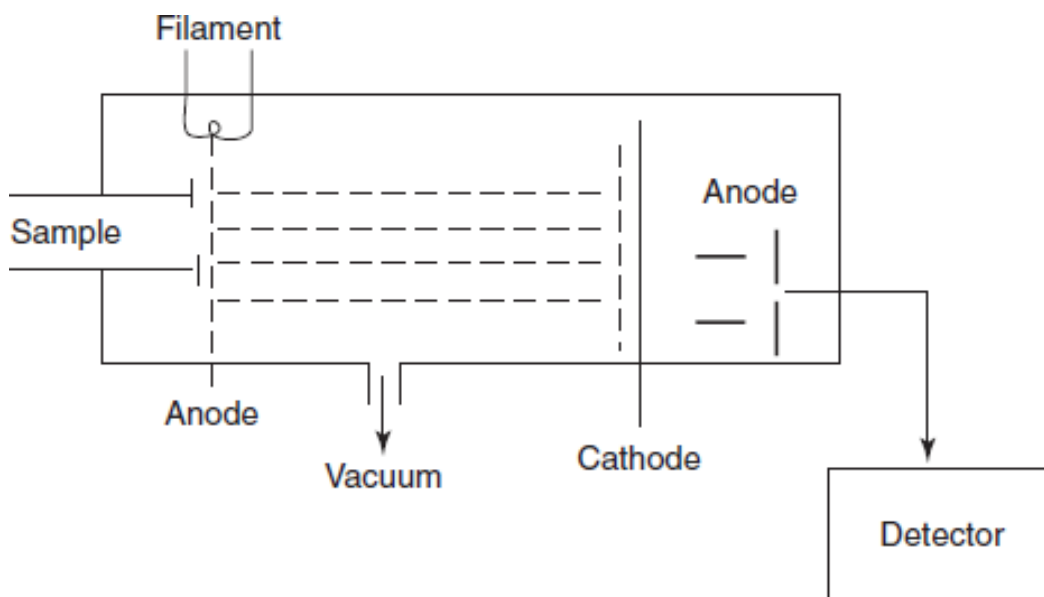 Filament
Sample
Anode
Anode
Vacuum
Cathode
Detector